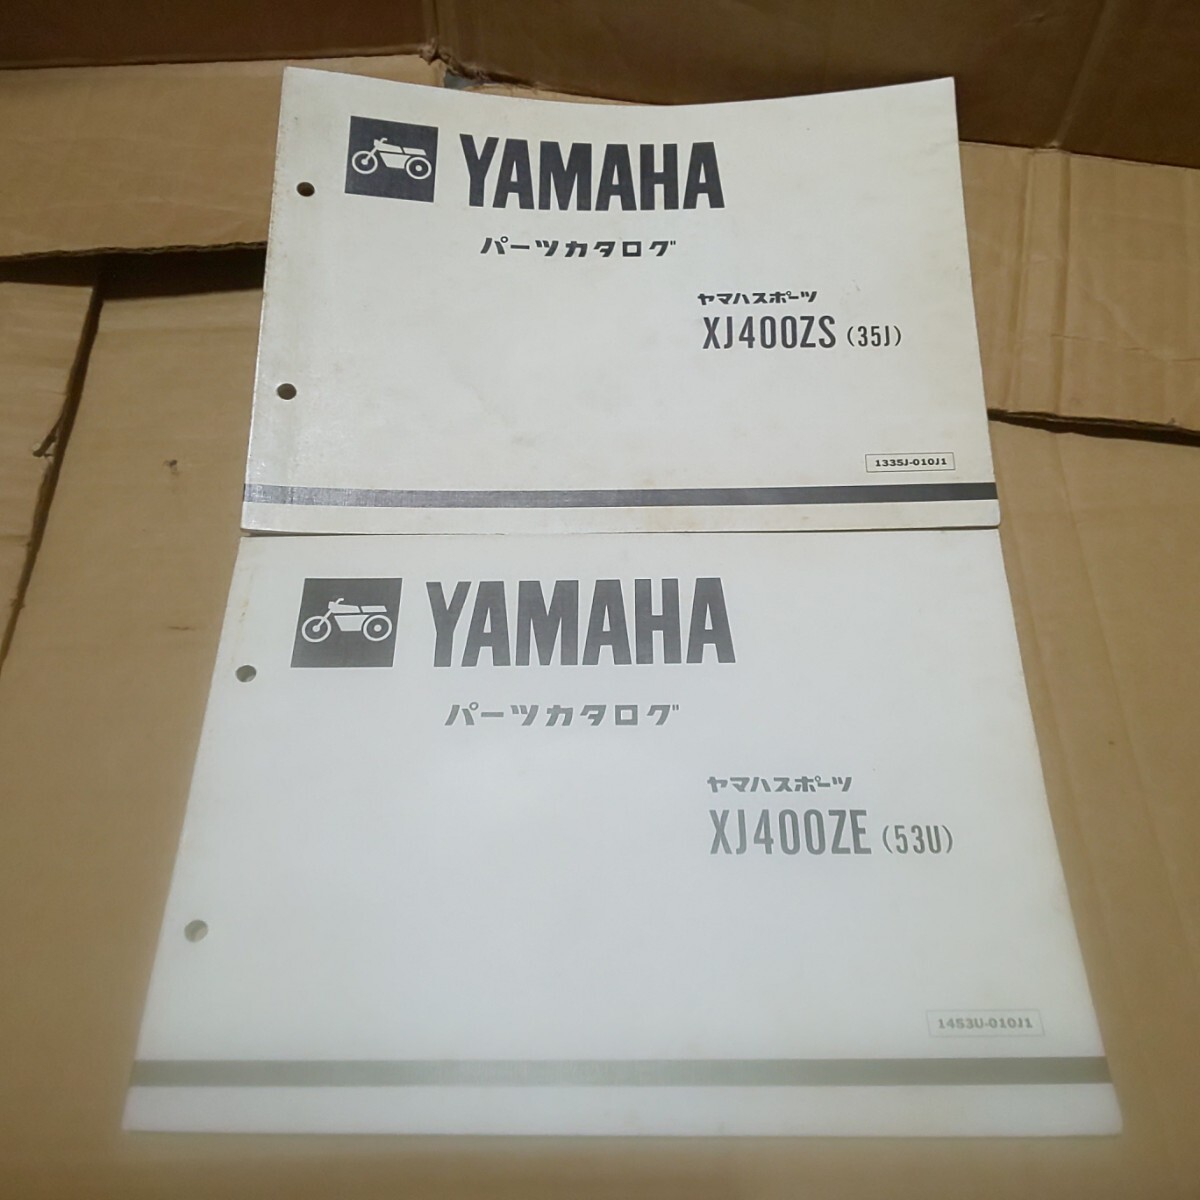 YAMAHA
パーツカタログ
ヤマハスポーツ
XJ400ZS (35J)
1335J-010J1
YAMAHA
パーツカタログ
ヤマハスポーツ
XJ400ZE (53U)
1453U-010J1